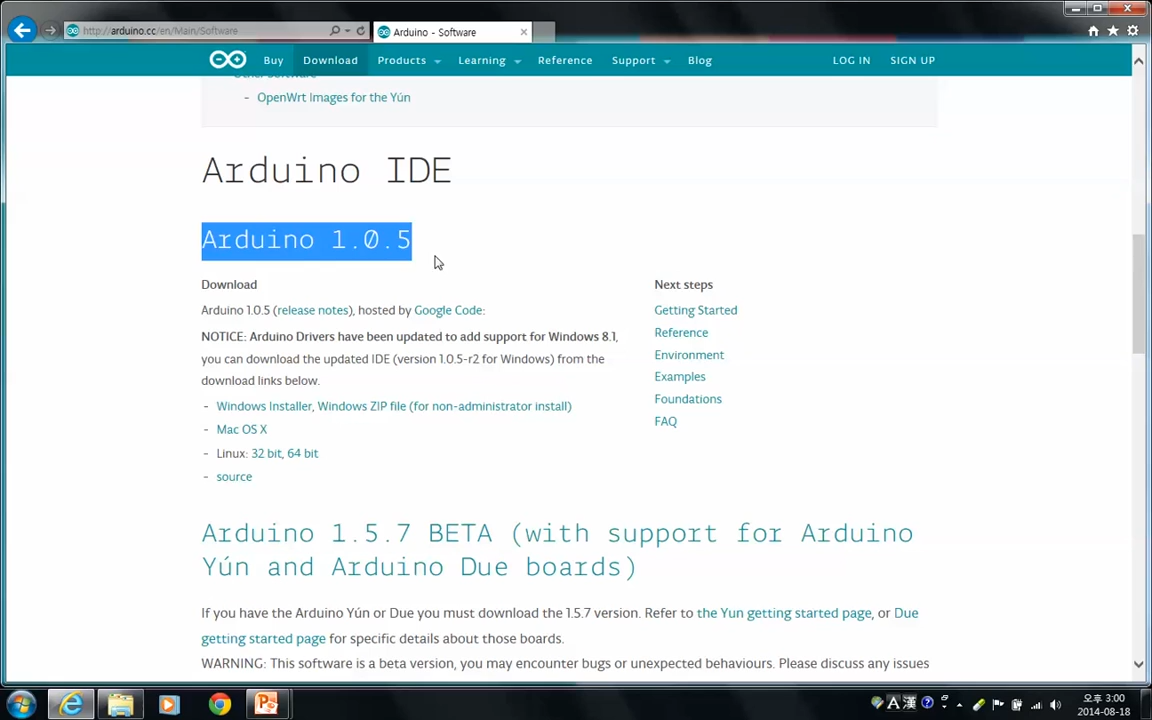 http://arduino.cc/en/Main/Software
Arduino - Software
Buy Download Products Learning Reference Support Blog LOG IN SIGN UP
Other Software
- OpenWrt Images for the Yún
Arduino IDE
Arduino 1.0.5
Download
Arduino 1.0.5 (release notes), hosted by Google Code:
NOTICE: Arduino Drivers have been updated to add support for Windows 8.1,
you can download the updated IDE (version 1.0.5-r2 for Windows) from the
download links below.
- Windows Installer, Windows ZIP file (for non-administrator install)
- Mac OS X
- Linux: 32 bit, 64 bit
- source
Next steps
Getting Started
Reference
Environment
Examples
Foundations
FAQ
Arduino 1.5.7 BETA (with support for Arduino
Yún and Arduino Due boards)
If you have the Arduino Yún or Due you must download the 1.5.7 version. Refer to the Yun getting started page, or Due
getting started page for specific details about those boards.
WARNING: This software is a beta version, you may encounter bugs or unexpected behaviours. Please discuss any issues
A 漢
오후 3:00
2014-08-18